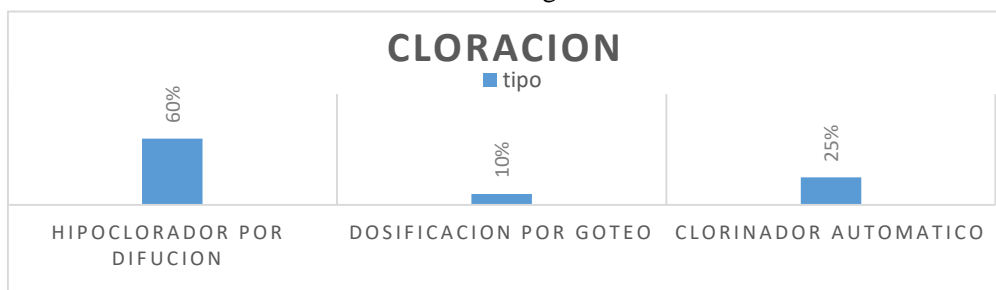 CLORACION
tipo
60%
10%
25%
HIPOCLORADOR POR
DIFUCION
DOSIFICACION POR GOTEO
CLORINADOR AUTOMATICO